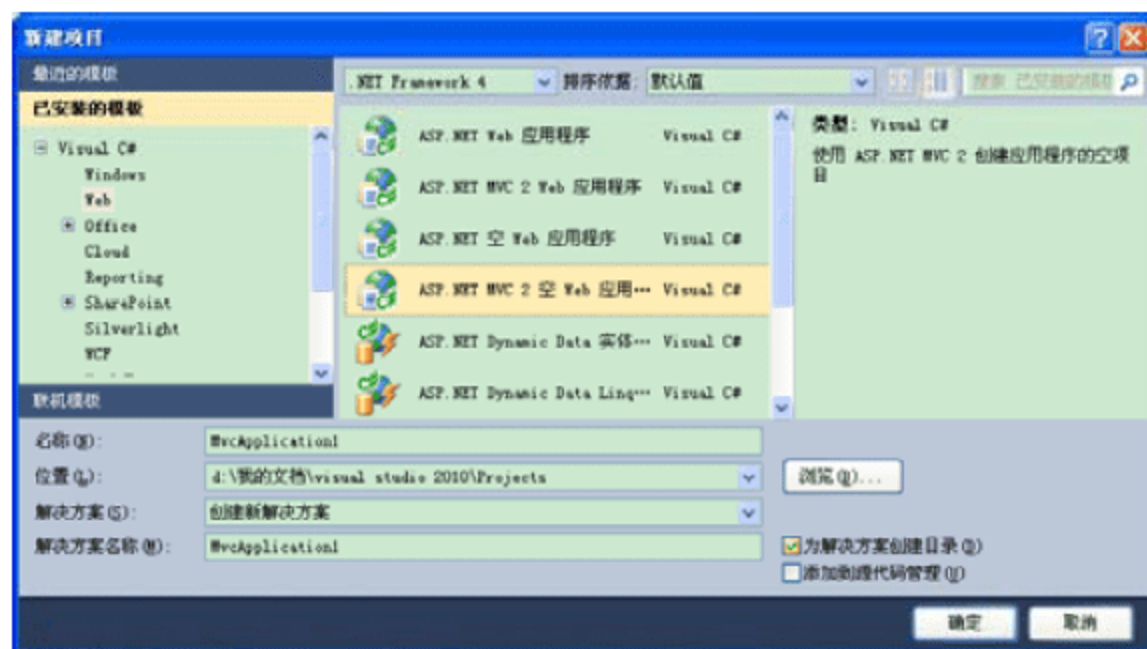 新建项目
最近的模板
.NET Framework 4 排序依据: 默认值 搜索 已安装的模板
已安装的模板
Visual C#
Windows
Web
Office
Cloud
Reporting
SharePoint
Silverlight
WCF
联机模板
ASP.NET Web 应用程序 Visual C#
ASP.NET MVC 2 Web 应用程序 Visual C#
ASP.NET 空 Web 应用程序 Visual C#
ASP.NET MVC 2 空 Web 应用... Visual C#
ASP.NET Dynamic Data 实体... Visual C#
ASP.NET Dynamic Data Linq... Visual C#
类型: Visual C#
使用 ASP.NET MVC 2 创建应用程序的空项
目
名称(N): MvcApplication1
位置(L): d:\我的文档\visual studio 2010\Projects 浏览(B)...
解决方案(S): 创建新解决方案
解决方案名称(M): MvcApplication1 为解决方案创建目录(D)
添加到源代码管理(U)
确定 取消